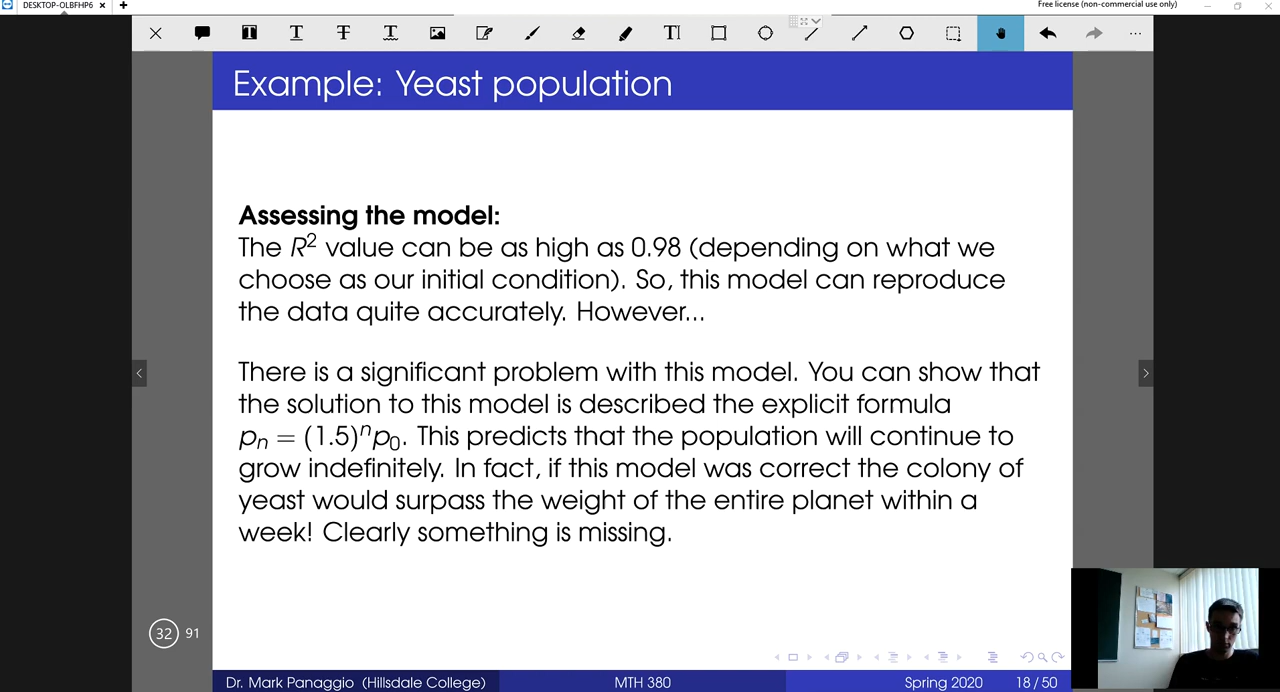 DESKTOP-OLBFHP6
Free license (non-commercial use only)
Example: Yeast population
Assessing the model:
The R² value can be as high as 0.98 (depending on what we
choose as our initial condition). So, this model can reproduce
the data quite accurately. However...
There is a significant problem with this model. You can show that
the solution to this model is described the explicit formula
pₙ = (1.5)ⁿp₀. This predicts that the population will continue to
grow indefinitely. In fact, if this model was correct the colony of
yeast would surpass the weight of the entire planet within a
week! Clearly something is missing.
32 91
Dr. Mark Panaggio (Hillsdale College) MTH 380 Spring 2020 18 / 50